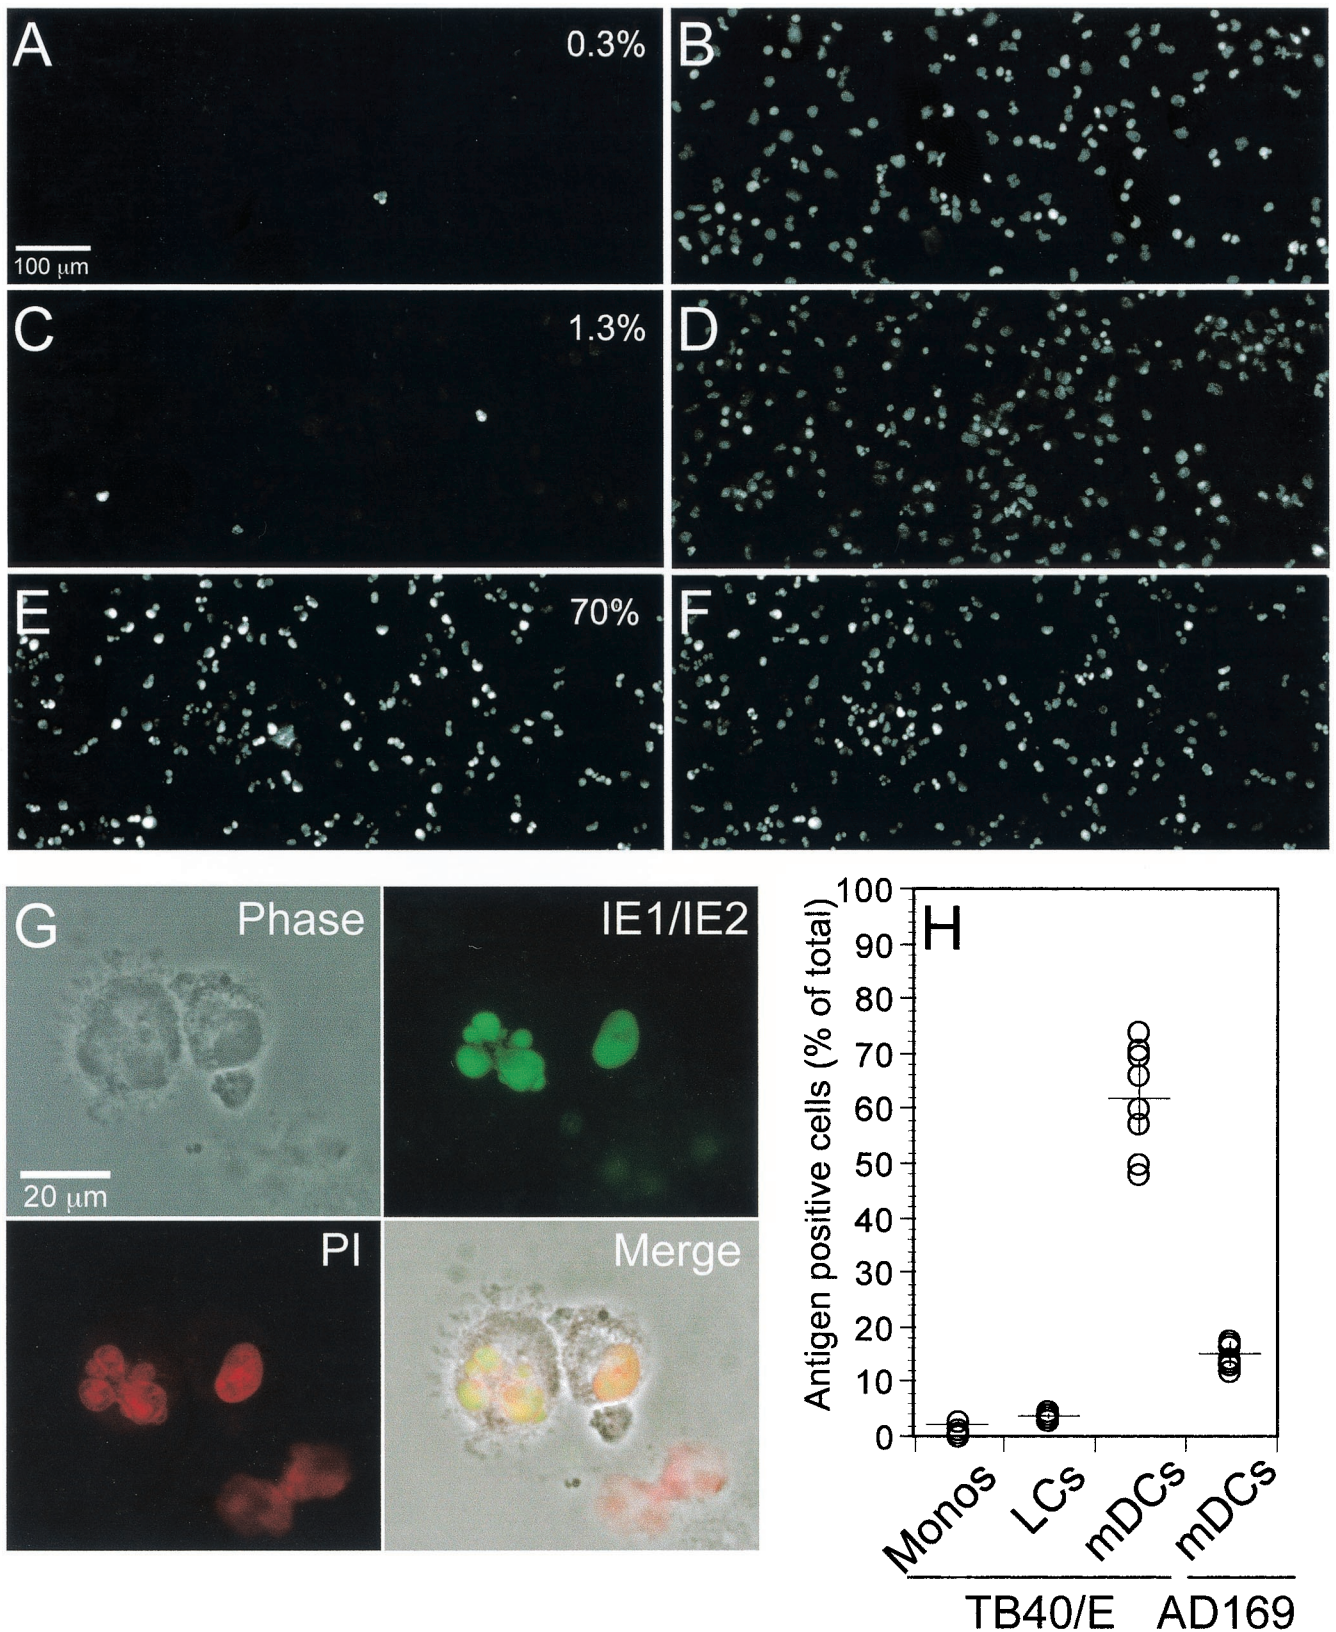 A
0.3%
B
100 μm
C
1.3%
D
E
70%
F
G
Phase
IE1/IE2
20 μm
PI
Merge
H
Antigen positive cells (% of total)
100
90
80
70
60
50
40
30
20
10
0
Monos
LCs
mDCs
mDCs
TB40/E
AD169